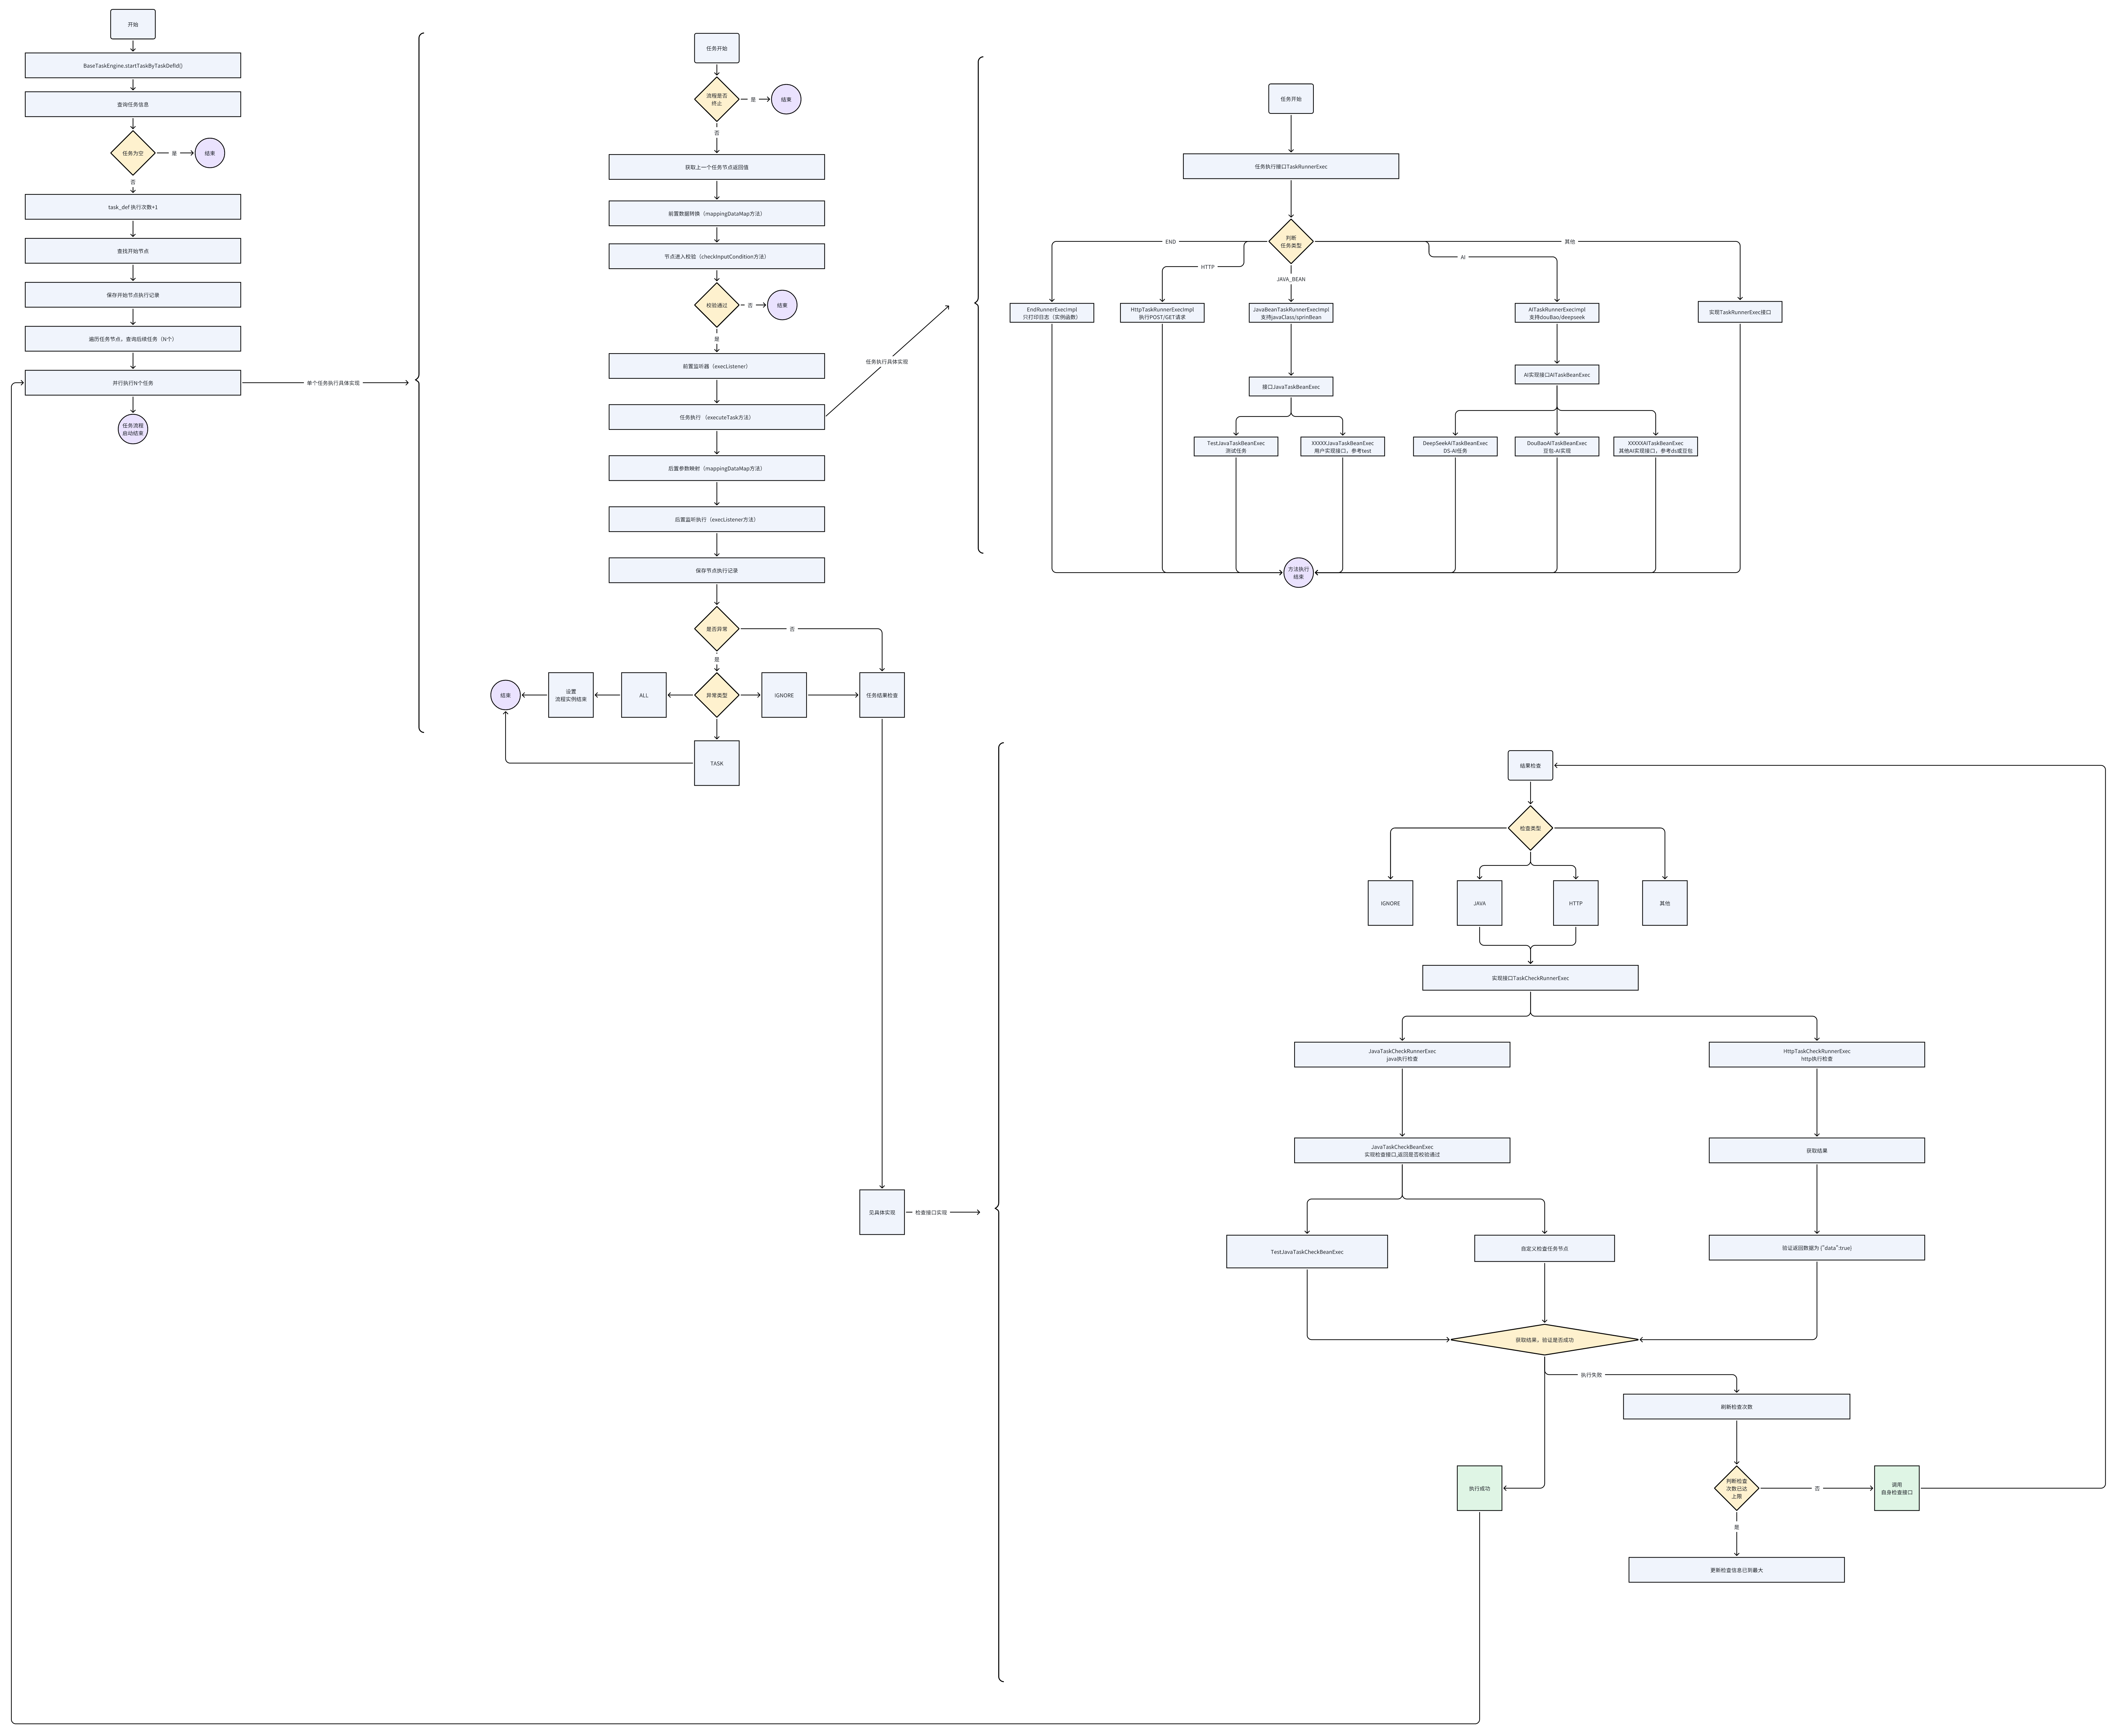 开始
BaseTaskEngine.startTaskByTaskDefId()
查询任务信息
任务为空
是
结束
否
task_def 执行次数+1
查找开始节点
保存开始节点执行记录
遍历任务节点，查询后续任务（N个）
并行执行N个任务
单个任务执行具体实现
任务流程
启动结束
任务开始
流程是否
终止
是
结束
否
获取上一个任务节点返回值
前置数据转换（mappingDataMap方法）
节点进入校验（checkInputCondition方法）
校验通过
否
结束
是
前置监听器（execListener）
任务执行 （executeTask方法）
任务执行具体实现
后置参数映射（mappingDataMap方法）
后置监听执行（execListener方法）
保存节点执行记录
是否异常
否
是
结束
设置
流程实例结束
ALL
异常类型
IGNORE
任务结果检查
TASK
见具体实现
检查接口实现
任务开始
任务执行接口TaskRunnerExec
判断
任务类型
END
HTTP
JAVA_BEAN
AI
其他
EndRunnerExecImpl
只打印日志（实例函数）
HttpTaskRunnerExecImpl
执行POST/GET请求
JavaBeanTaskRunnerExecImpl
支持javaClass/sprinBean
AITaskRunnerExecImpl
支持douBao/deepseek
实现TaskRunnerExec接口
接口JavaTaskBeanExec
AI实现接口AITaskBeanExec
TestJavaTaskBeanExec
测试任务
XXXXXJavaTaskBeanExec
用户实现接口，参考test
DeepSeekAITaskBeanExec
DS-AI任务
DouBaoAITaskBeanExec
豆包-AI实现
XXXXXAITaskBeanExec
其他AI实现接口，参考ds或豆包
方法执行
结束
结果检查
检查类型
IGNORE
JAVA
HTTP
其他
实现接口TaskCheckRunnerExec
JavaTaskCheckRunnerExec
java执行检查
HttpTaskCheckRunnerExec
http执行检查
JavaTaskCheckBeanExec
实现检查接口,返回是否校验通过
获取结果
TestJavaTaskCheckBeanExec
自定义检查任务节点
验证返回数据为 {"data":true}
获取结果，验证是否成功
执行失败
刷新检查次数
执行成功
判断检查
次数已达
上限
否
调用
自身检查接口
是
更新检查信息已到最大